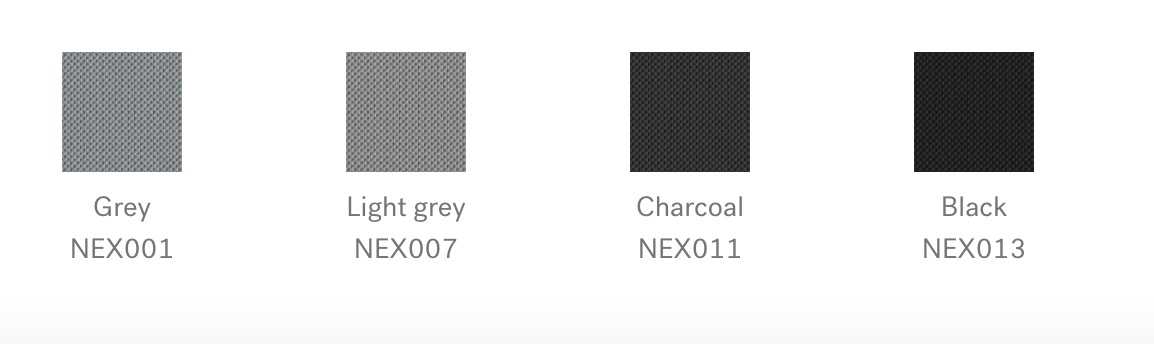 Grey
NEX001
Light grey
NEX007
Charcoal
NEX011
Black
NEX013